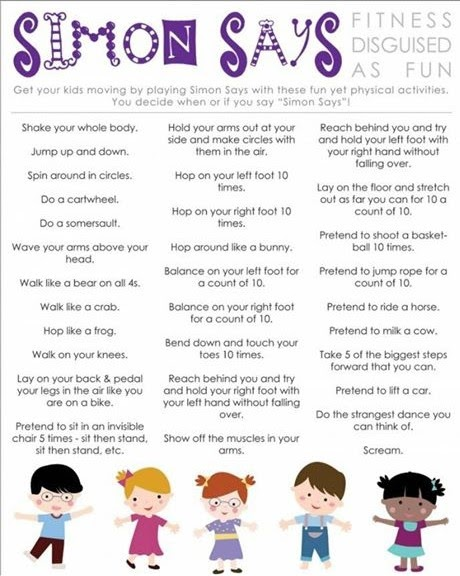 SIMON SAYS
FITNESS
DISGUISED
AS FUN
Get your kids moving by playing Simon Says with these fun yet physical activities.
You decide when or if you say "Simon Says"!
Shake your whole body.
Jump up and down.
Spin around in circles.
Do a cartwheel.
Do a somersault.
Wave your arms above your
head.
Walk like a bear on all 4s.
Walk like a crab.
Hop like a frog.
Walk on your knees.
Lay on your back & pedal
your legs in the air like you
are on a bike.
Pretend to sit in an invisible
chair 5 times - sit then stand,
sit then stand, etc.
Hold your arms out at your
side and make circles with
them in the air.
Hop on your left foot 10
times.
Hop on your right foot 10
times.
Hop around like a bunny.
Balance on your left foot for
a count of 10.
Balance on your right foot
for a count of 10.
Bend down and touch your
toes 10 times.
Reach behind you and try
and hold your right foot with
your left hand without falling
over.
Show off the muscles in your
arms.
Reach behind you and try
and hold your left foot with
your right hand without
falling over.
Lay on the floor and stretch
out as far you can for 10 a
count of 10.
Pretend to shoot a basket-
ball 10 times.
Pretend to jump rope for a
count of 10.
Pretend to ride a horse.
Pretend to milk a cow.
Take 5 of the biggest steps
forward that you can.
Pretend to lift a car.
Do the strangest dance you
can think of.
Scream.